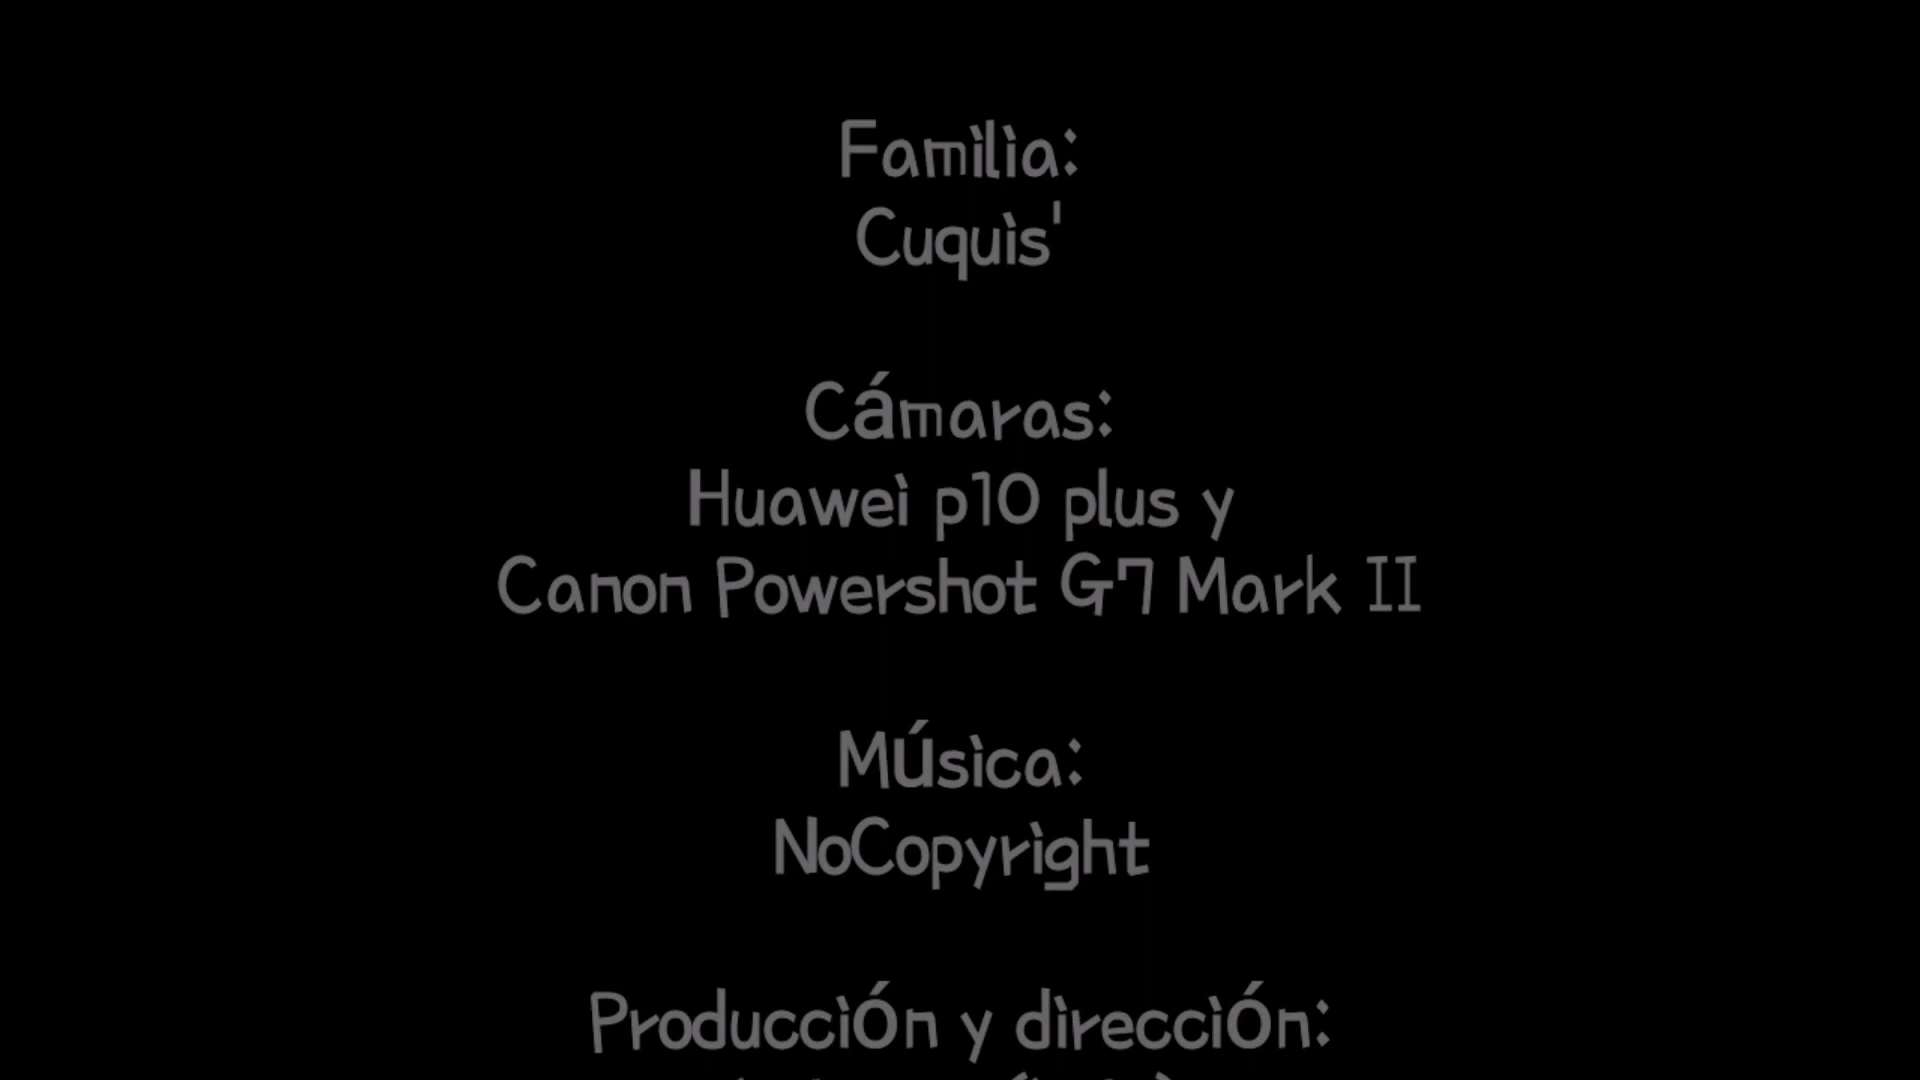 Familia:
Cuquis'
Cámaras:
Huawei p10 plus y
Canon Powershot G7 Mark II
Música:
NoCopyright
Producción y dirección: